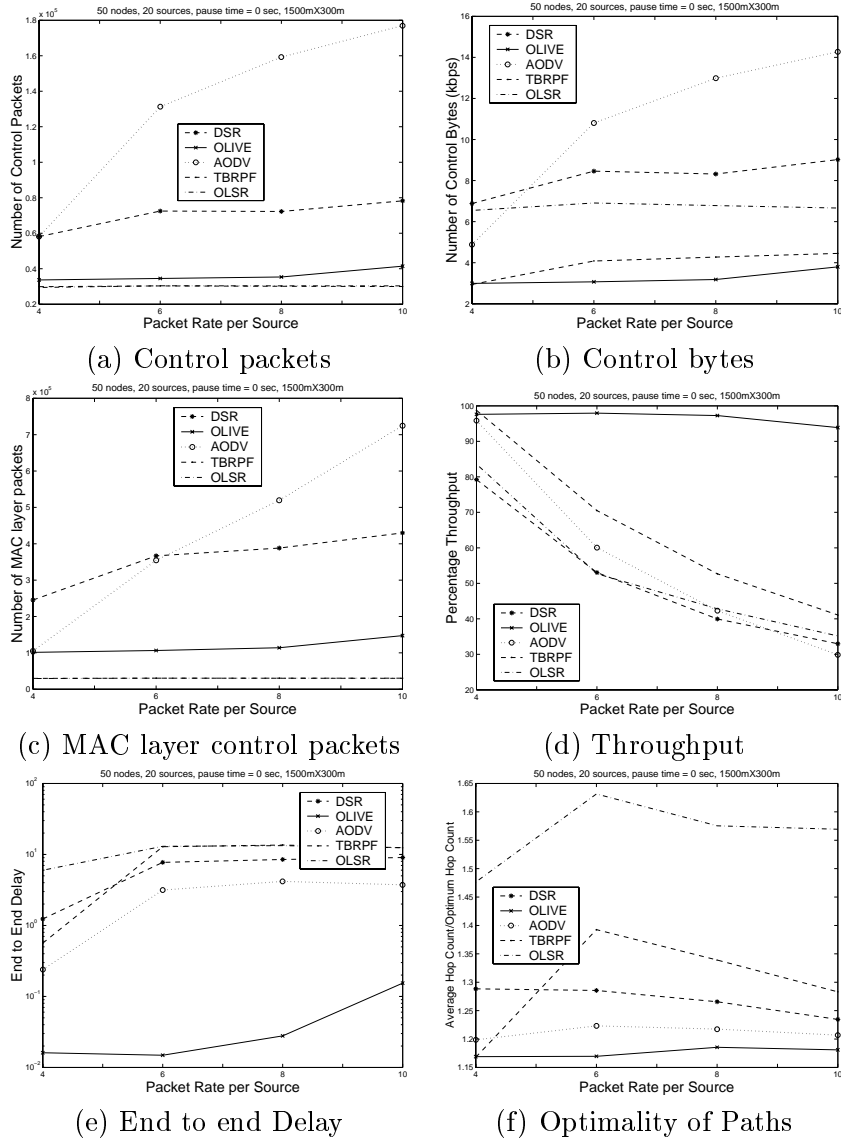 50 nodes, 20 sources, pause time = 0 sec, 1500mX300m
x 10^5
1.8
1.6
1.4
1.2
1
0.8
0.6
0.4
0.2
4
6
8
10
Number of Control Packets
Packet Rate per Source
DSR
OLIVE
AODV
TBRPF
OLSR
(a) Control packets
50 nodes, 20 sources, pause time = 0 sec, 1500mX300m
16
14
12
10
8
6
4
2
4
6
8
10
Number of Control Bytes (kbps)
Packet Rate per Source
DSR
OLIVE
AODV
TBRPF
OLSR
(b) Control bytes
50 nodes, 20 sources, pause time = 0 sec, 1500mX300m
x 10^5
8
7
6
5
4
3
2
1
0
4
6
8
10
Number of MAC layer packets
Packet Rate per Source
DSR
OLIVE
AODV
TBRPF
OLSR
(c) MAC layer control packets
50 nodes, 20 sources, pause time = 0 sec, 1500mX300m
100
90
80
70
60
50
40
30
20
4
6
8
10
Percentage Throughput
Packet Rate per Source
DSR
OLIVE
AODV
TBRPF
OLSR
(d) Throughput
50 nodes, 20 sources, pause time = 0 sec, 1500mX300m
10^2
10^1
10^0
10^-1
10^-2
4
6
8
10
End to End Delay
Packet Rate per Source
DSR
OLIVE
AODV
TBRPF
OLSR
(e) End to end Delay
50 nodes, 20 sources, pause time = 0 sec, 1500mX300m
1.65
1.6
1.55
1.5
1.45
1.4
1.35
1.3
1.25
1.2
1.15
4
6
8
10
Average Hop Count/Optimum Hop Count
Packet Rate per Source
DSR
OLIVE
AODV
TBRPF
OLSR
(f) Optimality of Paths